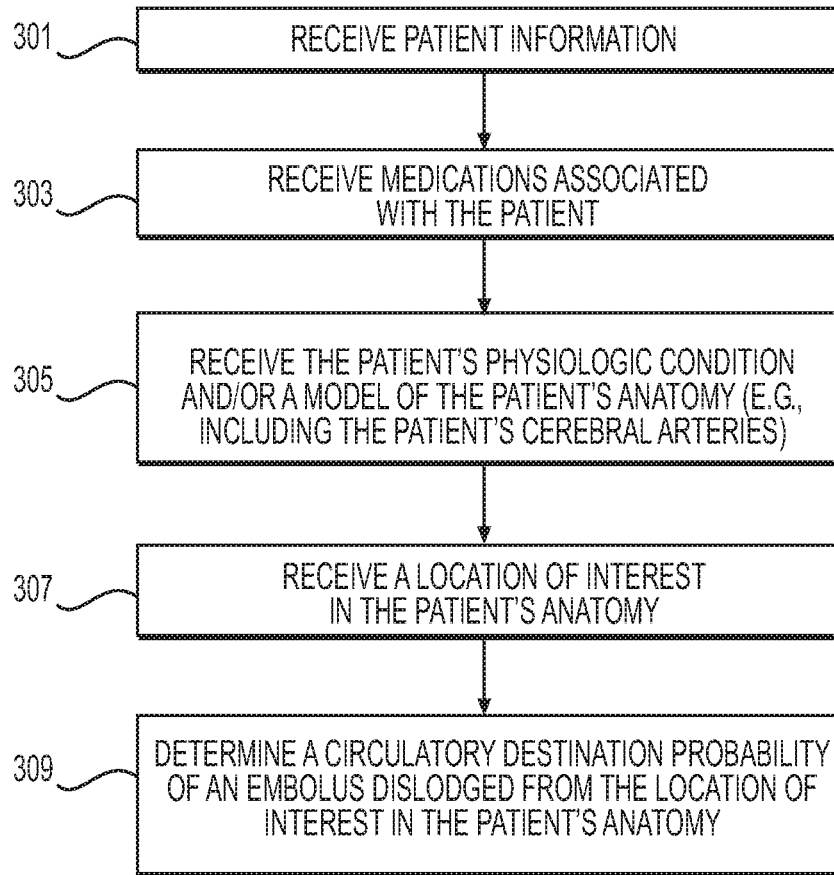 301
RECEIVE PATIENT INFORMATION
303
RECEIVE MEDICATIONS ASSOCIATED
WITH THE PATIENT
305
RECEIVE THE PATIENT'S PHYSIOLOGIC CONDITION
AND/OR A MODEL OF THE PATIENT'S ANATOMY (E.G.,
INCLUDING THE PATIENT'S CEREBRAL ARTERIES)
307
RECEIVE A LOCATION OF INTEREST
IN THE PATIENT'S ANATOMY.
309
DETERMINE A CIRCULATORY DESTINATION PROBABILITY
OF AN EMBOLUS DISLODGED FROM THE LOCATION OF
INTEREST IN THE PATIENT'S ANATOMY